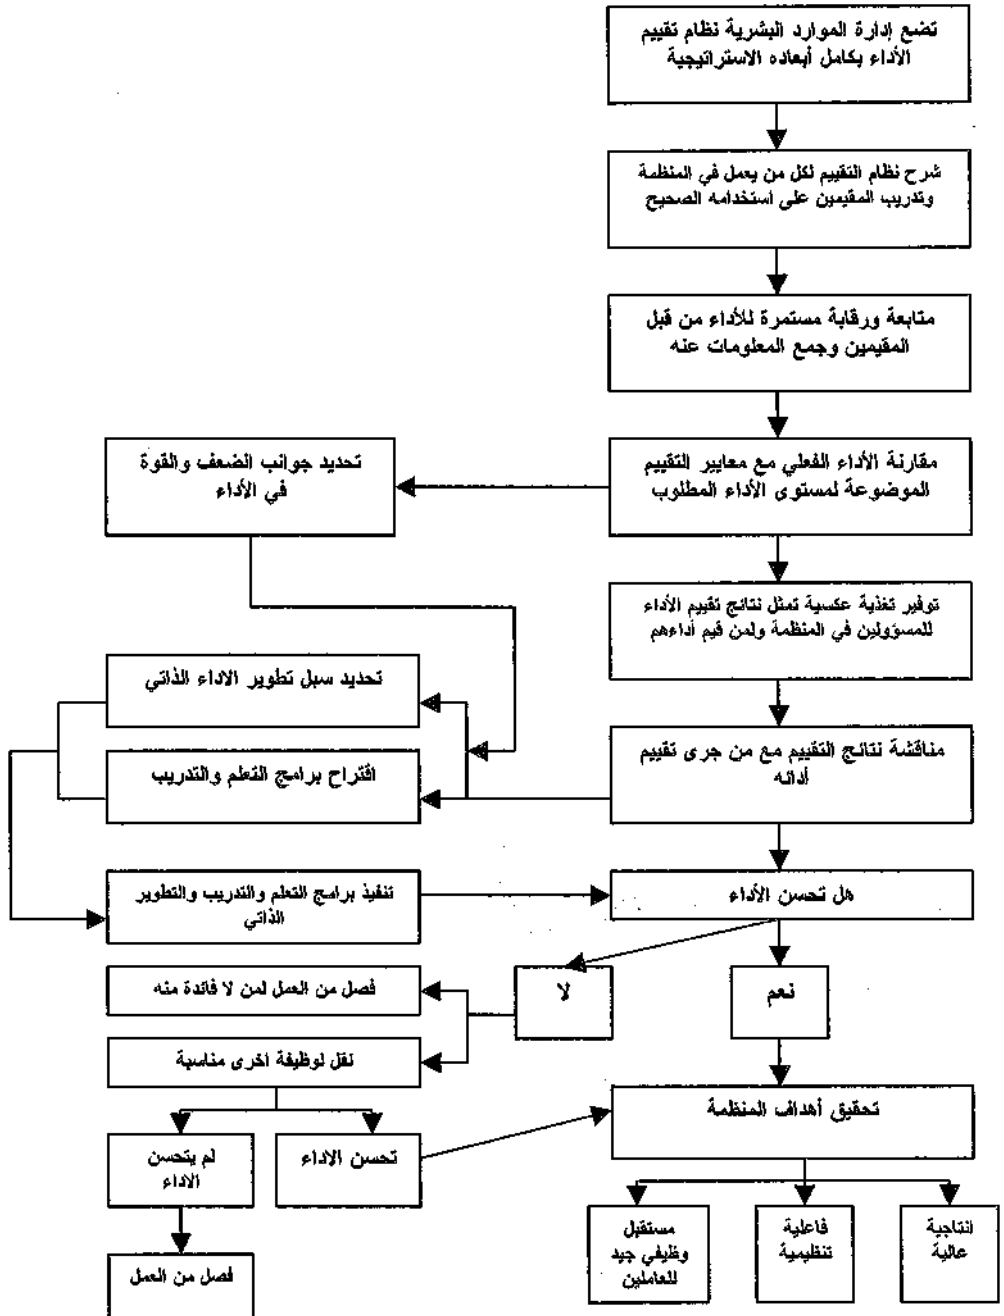 تضع إدارة الموارد البشرية نظام تقييم
الأداء بكامل أبعاده الاستراتيجية
شرح نظام التقييم لكل من يعمل في المنظمة
وتدريب المقيمين على استخدامه الصحيح
متابعة ورقابة مستمرة للأداء من قبل
المقيمين وجمع المعلومات عنه
مقارنة الأداء الفعلي مع معايير التقييم
الموضوعة لمستوى الأداء المطلوب
تحديد جوانب الضعف والقوة
في الأداء
توفير تغذية عكسية تمثل نتائج تقييم الأداء
للمسؤولين في المنظمة ولمن قيم أداءهم
تحديد سبل تطوير الاداء الذاتي
مناقشة نتائج التقييم مع من جرى تقييم
أدائه
اقتراح برامج التعلم والتدريب
هل تحسن الأداء
تنفيذ برامج التعلم والتدريب والتطوير
الذاتي
نعم
لا
فصل من العمل لمن لا فائدة منه
نقل لوظيفة اخرى مناسبة
تحقيق أهداف المنظمة
تحسن الاداء
لم يتحسن
الاداء
انتاجية
عالية
فاعلية
تنظيمية
مستقبل
وظيفي جيد
للعاملين
فصل من العمل